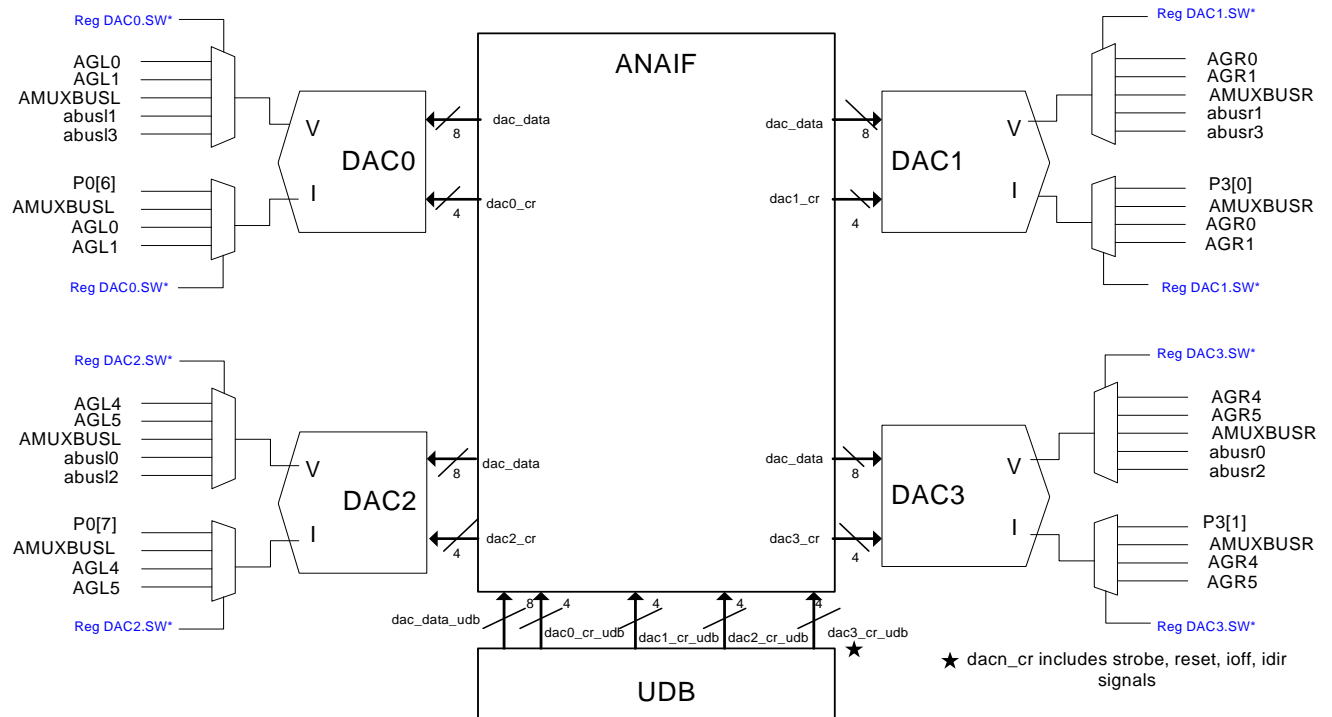 Reg DAC0.SW*
AGL0
AGL1
AMUXBUSL
abusl1
abusl3
V
DAC0
I
P0[6]
AMUXBUSL
AGL0
AGL1
Reg DAC0.SW*
Reg DAC2.SW*
AGL4
AGL5
AMUXBUSL
abusl0
abusl2
V
DAC2
I
P0[7]
AMUXBUSL
AGL4
AGL5
Reg DAC2.SW*
ANAIF
dac_data
8
dac0_cr
4
dac_data
8
dac1_cr
4
dac_data
8
dac2_cr
4
dac_data
8
dac3_cr
4
Reg DAC1.SW*
AGR0
AGR1
AMUXBUSR
abusr1
abusr3
V
DAC1
I
P3[0]
AMUXBUSR
AGR0
AGR1
Reg DAC1.SW*
Reg DAC3.SW*
AGR4
AGR5
AMUXBUSR
abusr0
abusr2
V
DAC3
I
P3[1]
AMUXBUSR
AGR4
AGR5
Reg DAC3.SW*
8 4 4 4 4
dac_data_udb
dac0_cr_udb
dac1_cr_udb
dac2_cr_udb
dac3_cr_udb
UDB
★ dacn_cr includes strobe, reset, ioff, idir
signals